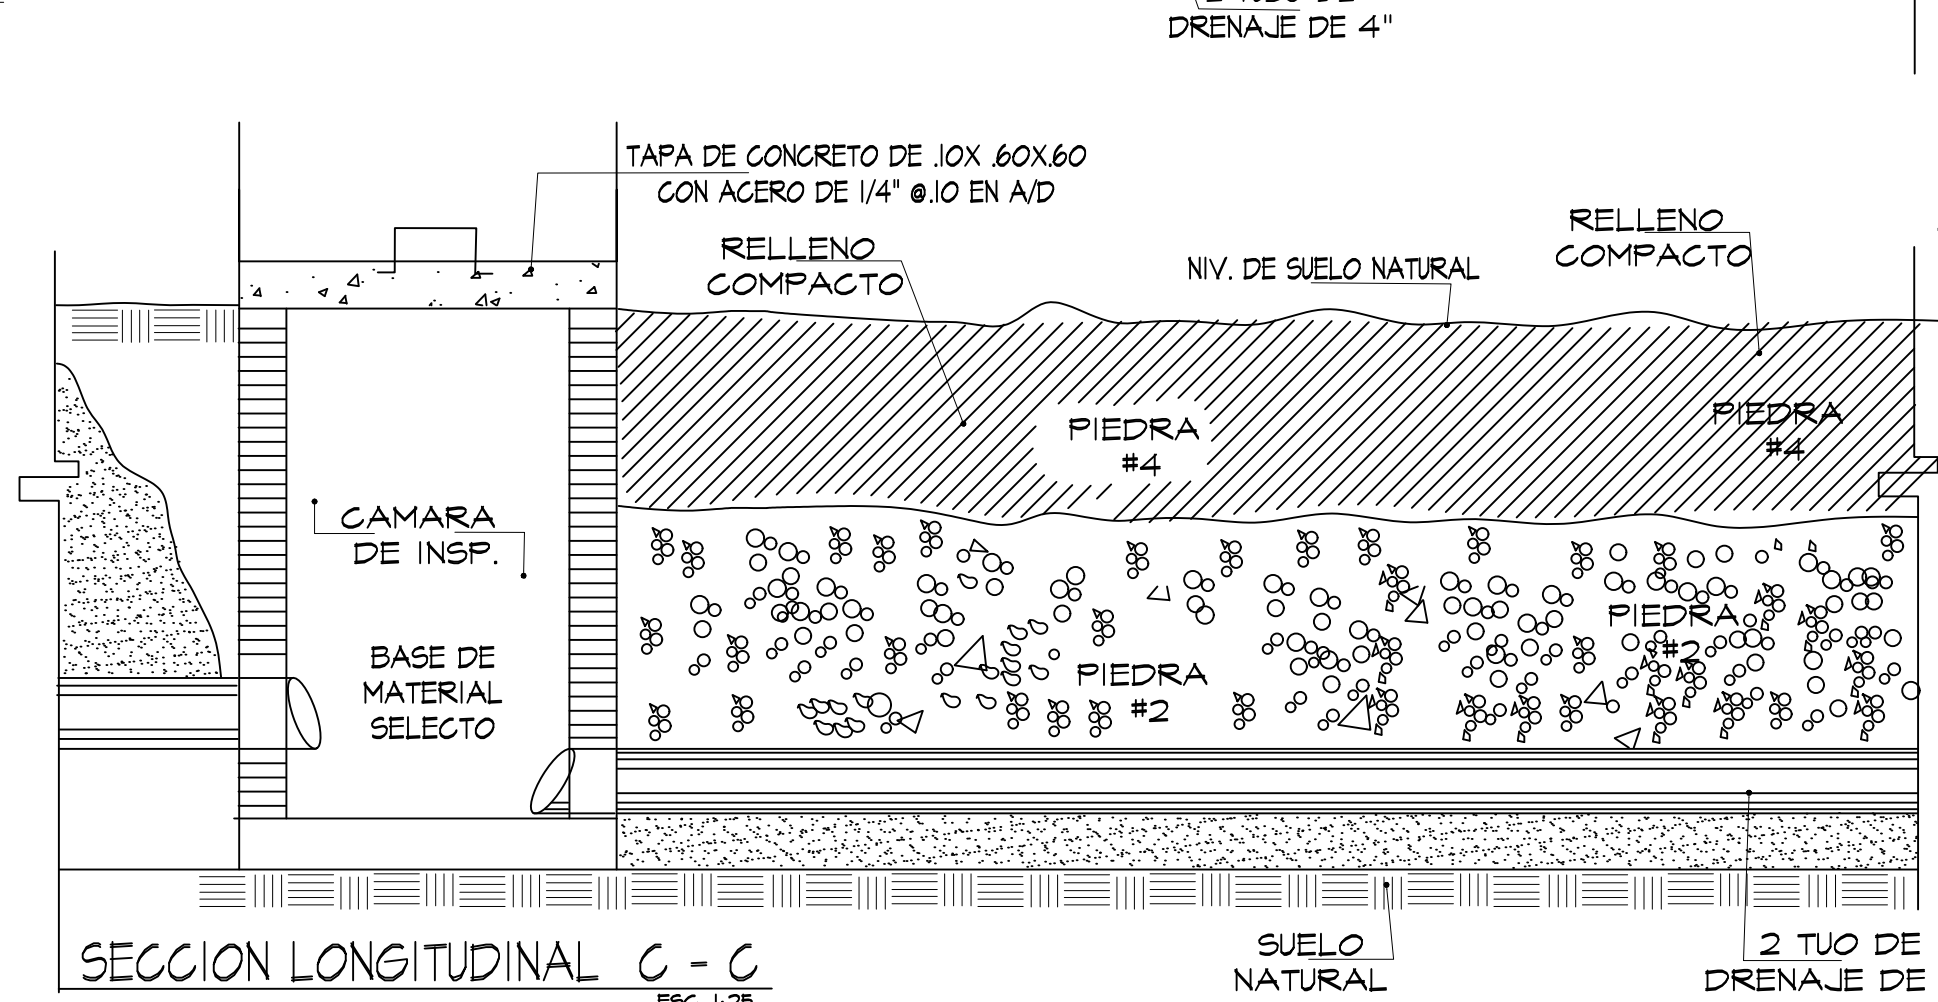 DRENAJE DE 4"
TAPA DE CONCRETO DE .10X .60X.60
CON ACERO DE 1/4" @.10 EN A/D
RELLENO
COMPACTO
NIV. DE SUELO NATURAL
RELLENO
COMPACTO
PIEDRA
#4
PIEDRA
#4
CAMARA
DE INSP.
BASE DE
MATERIAL
SELECTO
PIEDRA
#2
PIEDRA
#2
SUELO
NATURAL
2 TUO DE
DRENAJE DE
SECCION LONGITUDINAL C - C